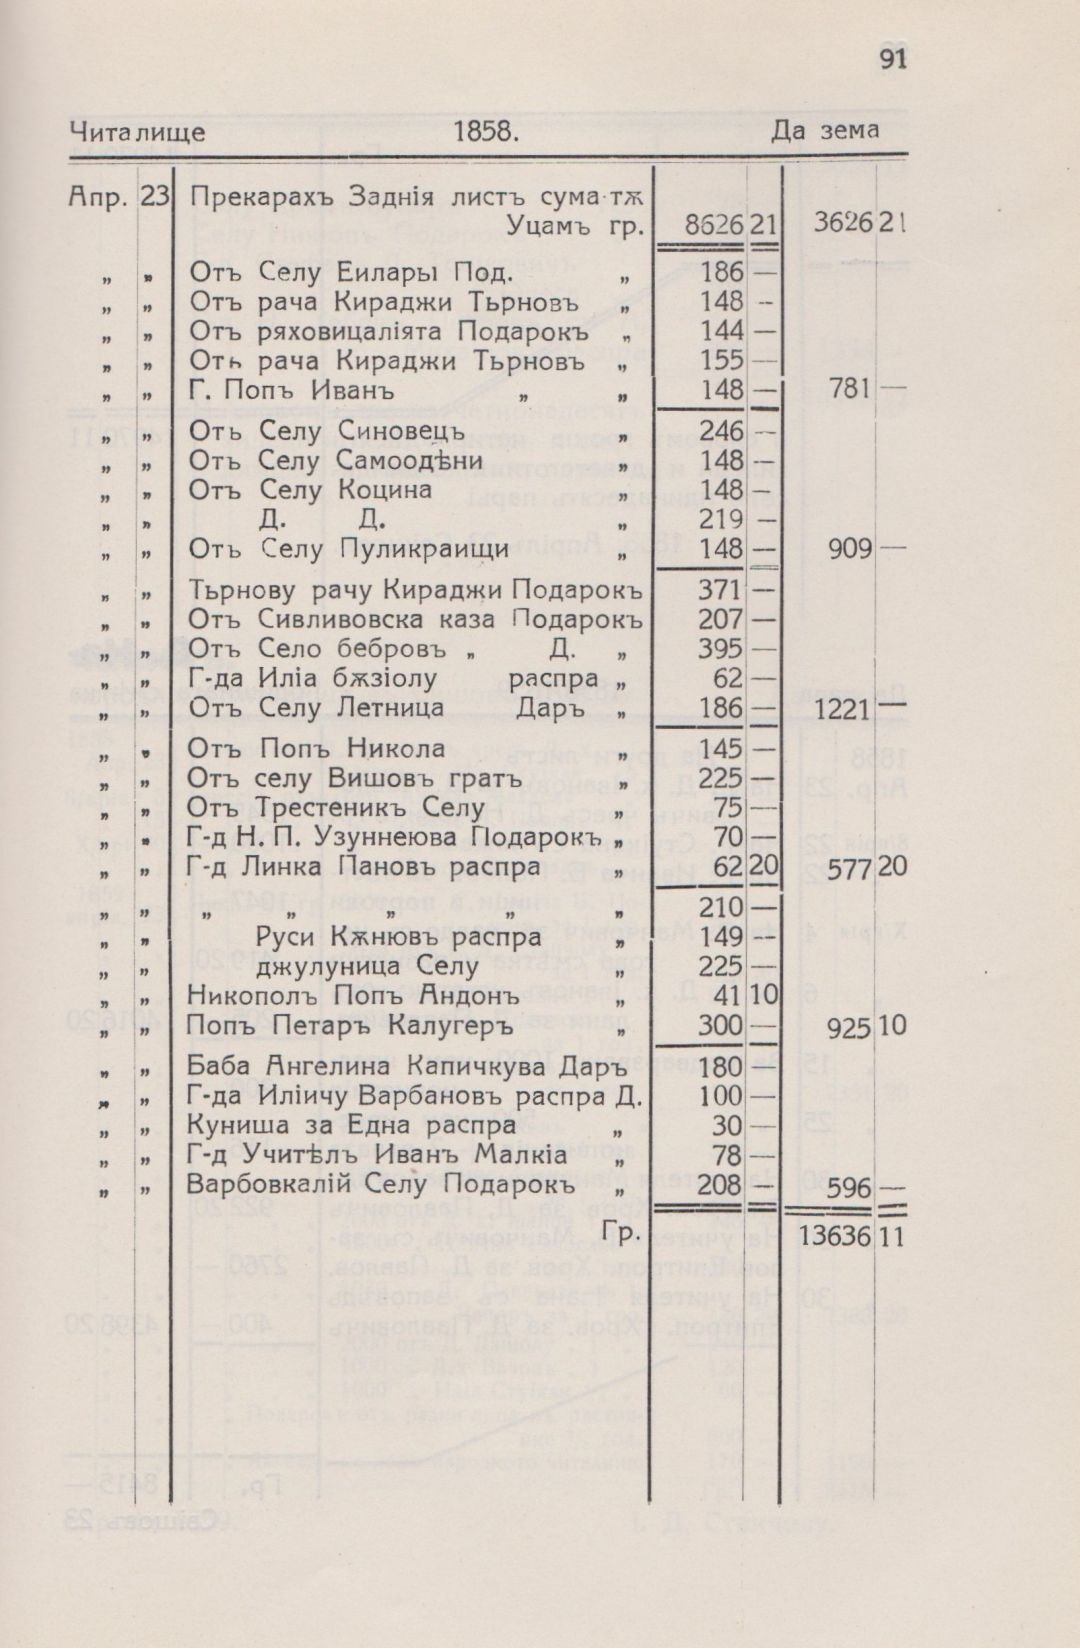 91
Читалище 1858. Да зема
Апр. 23 Прекарахъ Заднія листъ сума тѫ
Уцамъ гр. 8626 21 3626 21
„ „ Отъ Селу Еилары Под. „ 186 —
„ „ Отъ рача Кираджи Тьрновъ „ 148 —
„ „ Отъ ряховицаліята Подарокъ „ 144 —
„ „ Отъ рача Кираджи Тьрновъ „ 155 —
„ „ Г. Попъ Иванъ „ „ 148 — 781 —
„ „ Отъ Селу Синовецъ „ 246 —
„ „ Отъ Селу Самоодѣни „ 148 —
„ „ Отъ Селу Коцина „ 148 —
„ „ Д. Д. „ 219 —
„ „ Отъ Селу Пуликраищи „ 148 — 909 —
„ „ Тьрнову рачу Кираджи Подарокъ 371 —
„ „ Отъ Сивливовска каза Подарокъ 207 —
„ „ Отъ Село бебровъ „ Д. „ 395 —
„ „ Г-да Иліа бѫзіолу распра „ 62 —
„ „ Отъ Селу Летница Даръ „ 186 — 1221 —
„ „ Отъ Попъ Никола „ 145 —
„ „ Отъ селу Вишовъ гратъ „ 225 —
„ „ Отъ Трестеникъ Селу „ 75 —
„ „ Г-д Н. П. Узуннеюва Подарокъ „ 70 —
„ „ Г-д Линка Пановъ распра „ 62 20 577 20
„ „ „ „ „ „ „ 210 —
„ „ Руси Кѫнювъ распра „ 149 —
„ „ джулуница Селу „ 225 —
„ „ Никополъ Попъ Андонъ „ 41 10
„ „ Попъ Петаръ Калугеръ „ 300 — 925 10
„ „ Баба Ангелина Капичкува Даръ 180 —
„ „ Г-да Иліичу Варбановъ распра Д. 100 —
„ „ Куниша за Една распра „ 30 —
„ „ Г-д Учитѣлъ Иванъ Малкіа „ 78 —
„ „ Варбовкалій Селу Подарокъ „ 208 — 596 —
Гр. 13636 11